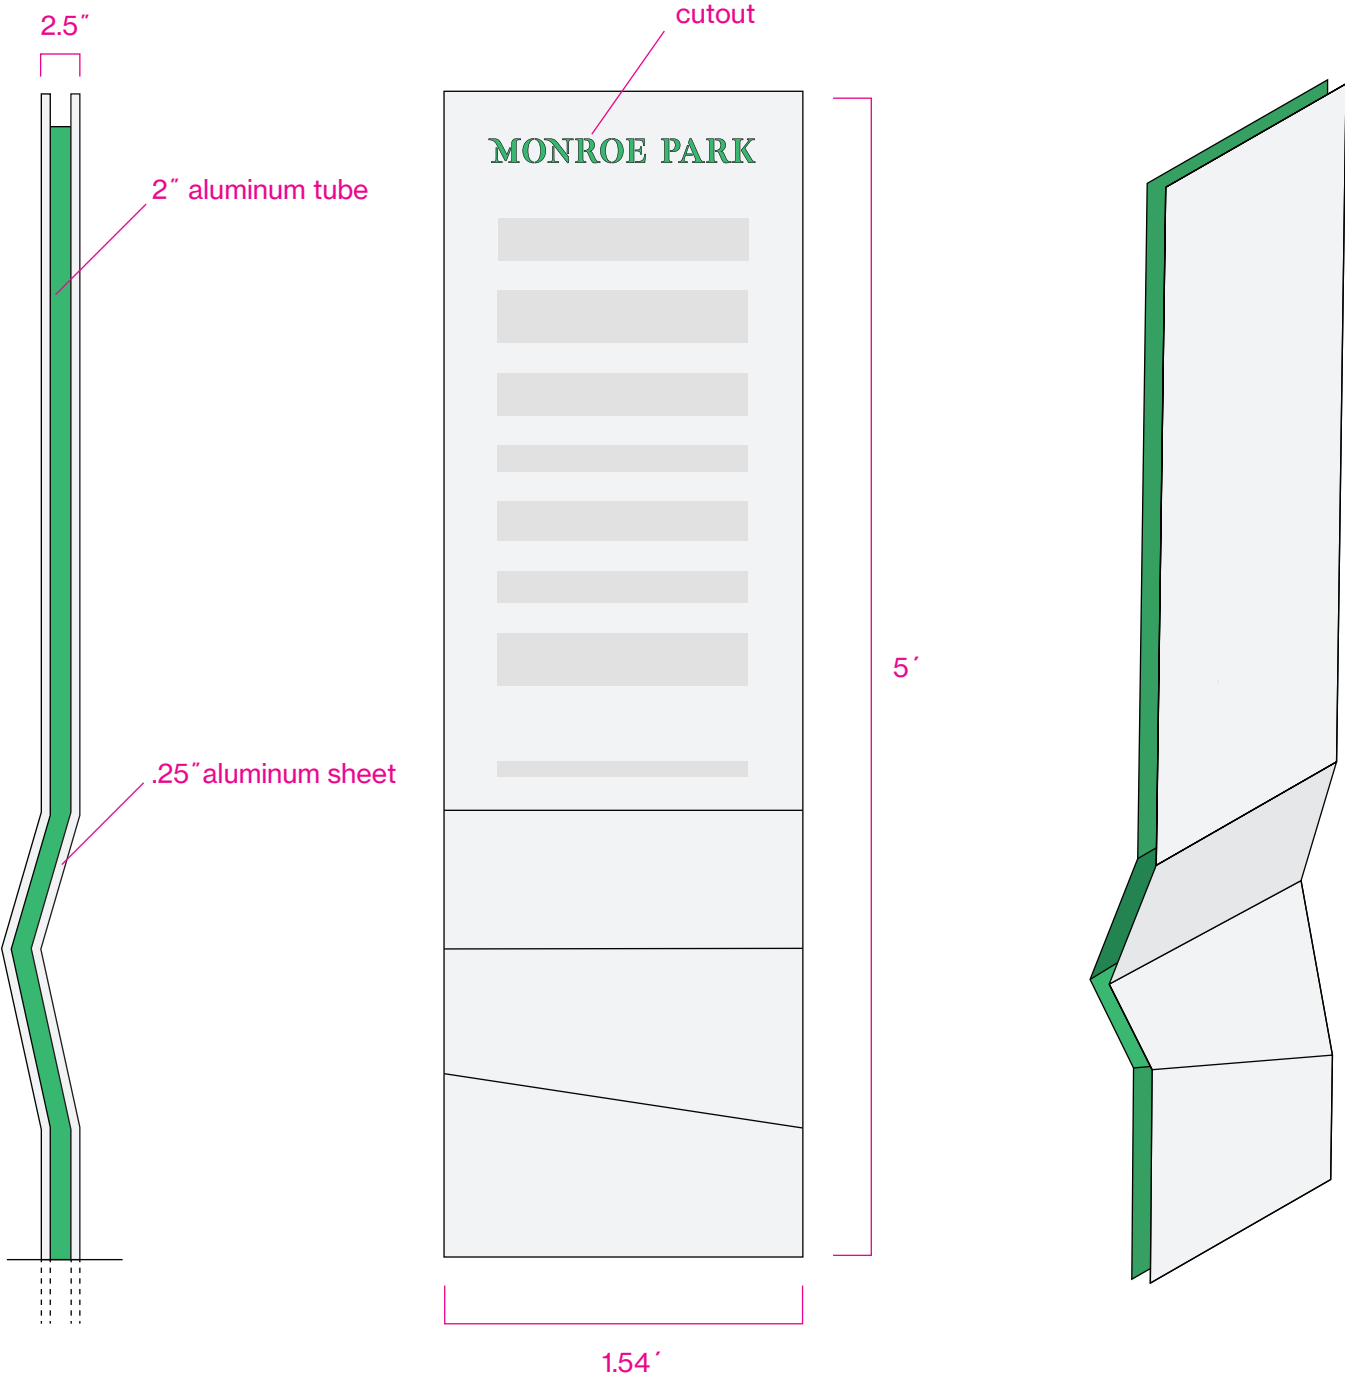 2.5″
cutout
MONROE PARK
2″ aluminum tube
5′
.25″aluminum sheet
1.54′